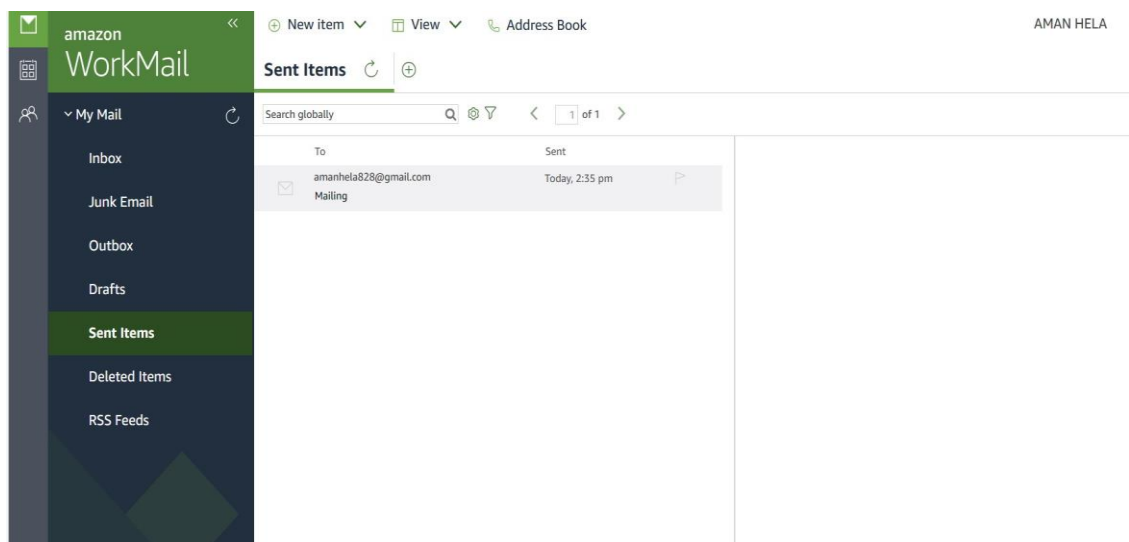 amazon
WorkMail
New item
View
Address Book
AMAN HELA
Sent Items
My Mail
Search globally
1 of 1
Inbox
Junk Email
Outbox
Drafts
Sent Items
Deleted Items
RSS Feeds
To
Sent
amanhela828@gmail.com
Today, 2:35 pm
Mailing